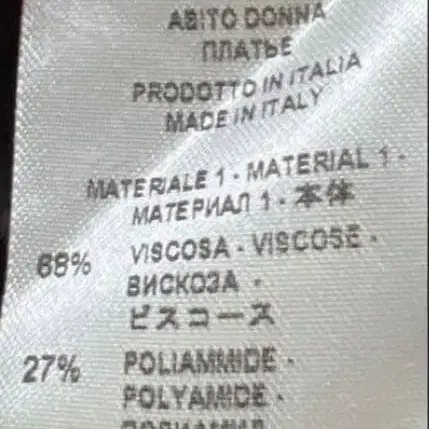 ABITO DONNA
ПЛАТЬЕ
PRODOTTO IN ITALIA
MADE IN ITALY
MATERIALE 1 - MATERIAL 1 -
МАТЕРИАЛ 1 - 本体
68% VISCOSA - VISCOSE -
ВИСКОЗА -
ビスコース
27% POLIAMMIDE -
POLYAMIDE -